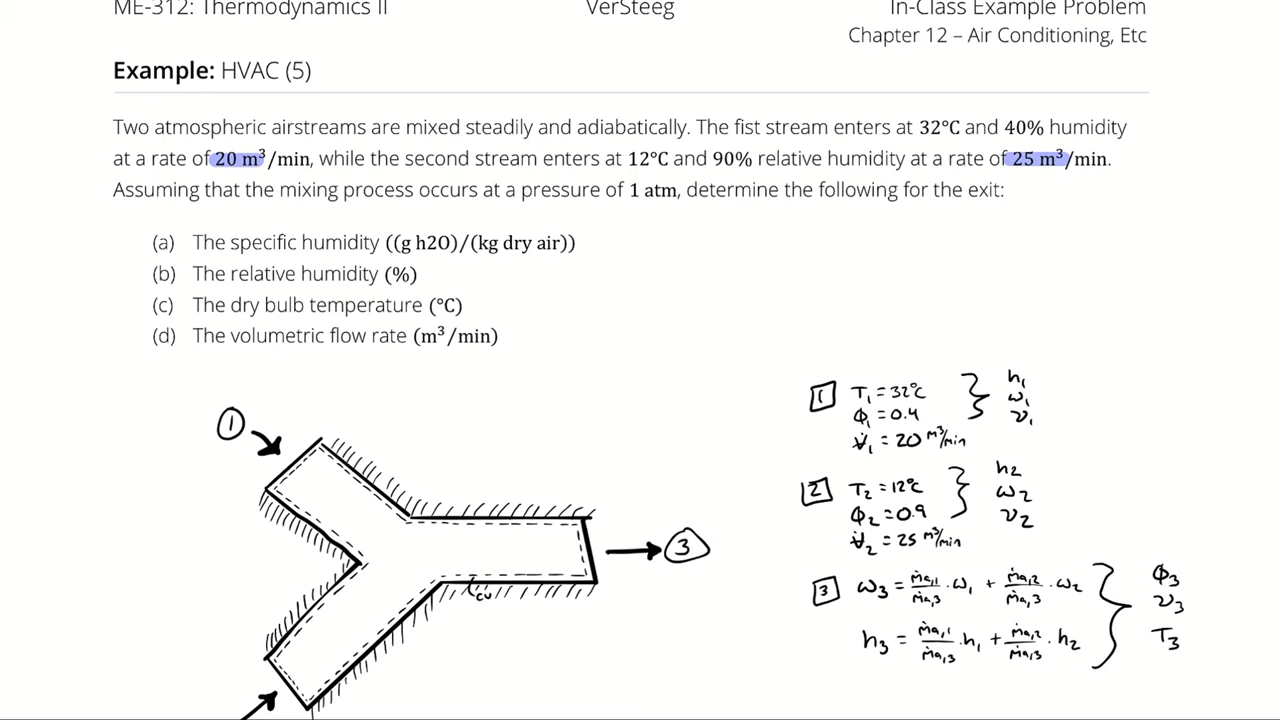 ME-312: Thermodynamics II VerSteeg In-Class Example Problem
Chapter 12 – Air Conditioning, Etc
Example: HVAC (5)
Two atmospheric airstreams are mixed steadily and adiabatically. The fist stream enters at 32°C and 40% humidity
at a rate of 20 m³/min, while the second stream enters at 12°C and 90% relative humidity at a rate of 25 m³/min.
Assuming that the mixing process occurs at a pressure of 1 atm, determine the following for the exit:
(a) The specific humidity ((g h2O)/(kg dry air))
(b) The relative humidity (%)
(c) The dry bulb temperature (°C)
(d) The volumetric flow rate (m³/min)
1
3
cv
1 T₁ = 32°C h₁
ϕ₁ = 0.4 ω₁
V̇₁ = 20 m³/min ν₁
2 T₂ = 12°C h₂
ϕ₂ = 0.9 ω₂
V̇₂ = 25 m³/min ν₂
3 ω₃ = ṁa,1/ṁa,3 · ω₁ + ṁa,2/ṁa,3 · ω₂ ϕ₃
ν₃
h₃ = ṁa,1/ṁa,3 · h₁ + ṁa,2/ṁa,3 · h₂ T₃